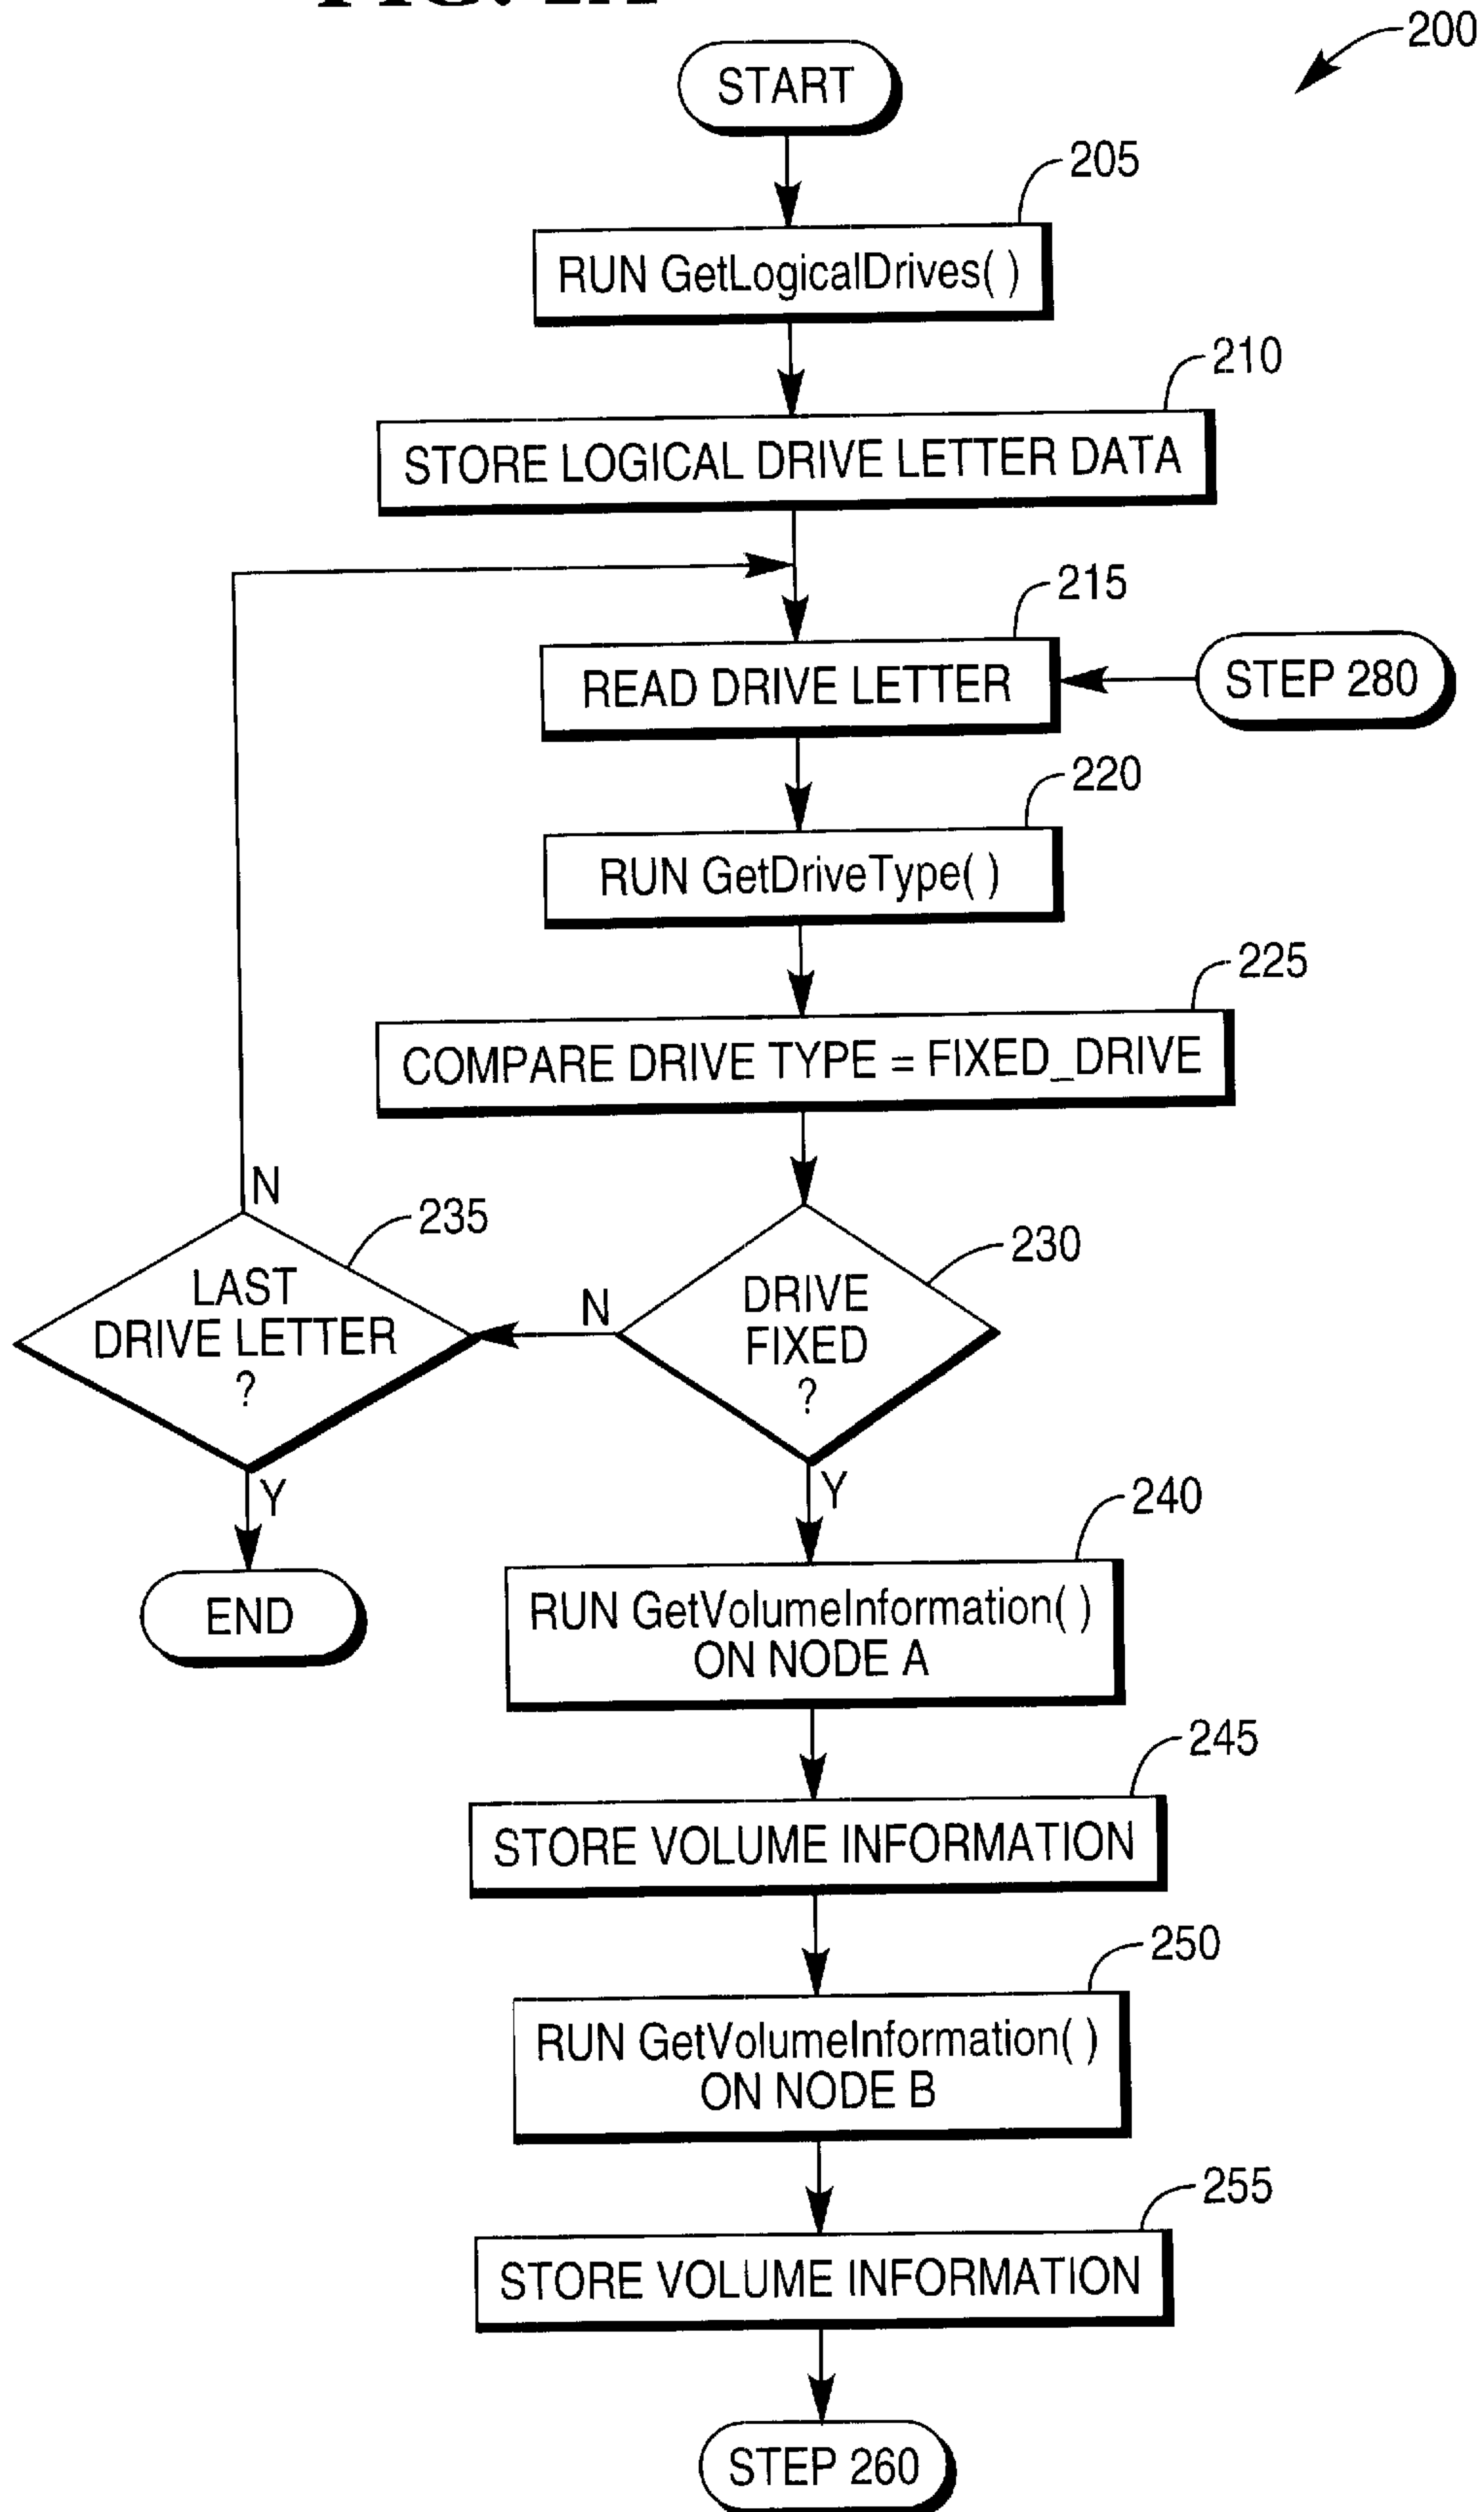 200
START
205
RUN GetLogicalDrives( )
210
STORE LOGICAL DRIVE LETTER DATA
215
READ DRIVE LETTER
STEP 280
220
RUN GetDriveType( )
225
COMPARE DRIVE TYPE = FIXED_DRIVE
N
235
LAST
DRIVE LETTER
?
N
230
DRIVE
FIXED
?
Y
Y
END
240
RUN GetVolumeInformation( )
ON NODE A
245
STORE VOLUME INFORMATION
250
RUN GetVolumeInformation( )
ON NODE B
255
STORE VOLUME INFORMATION
STEP 260